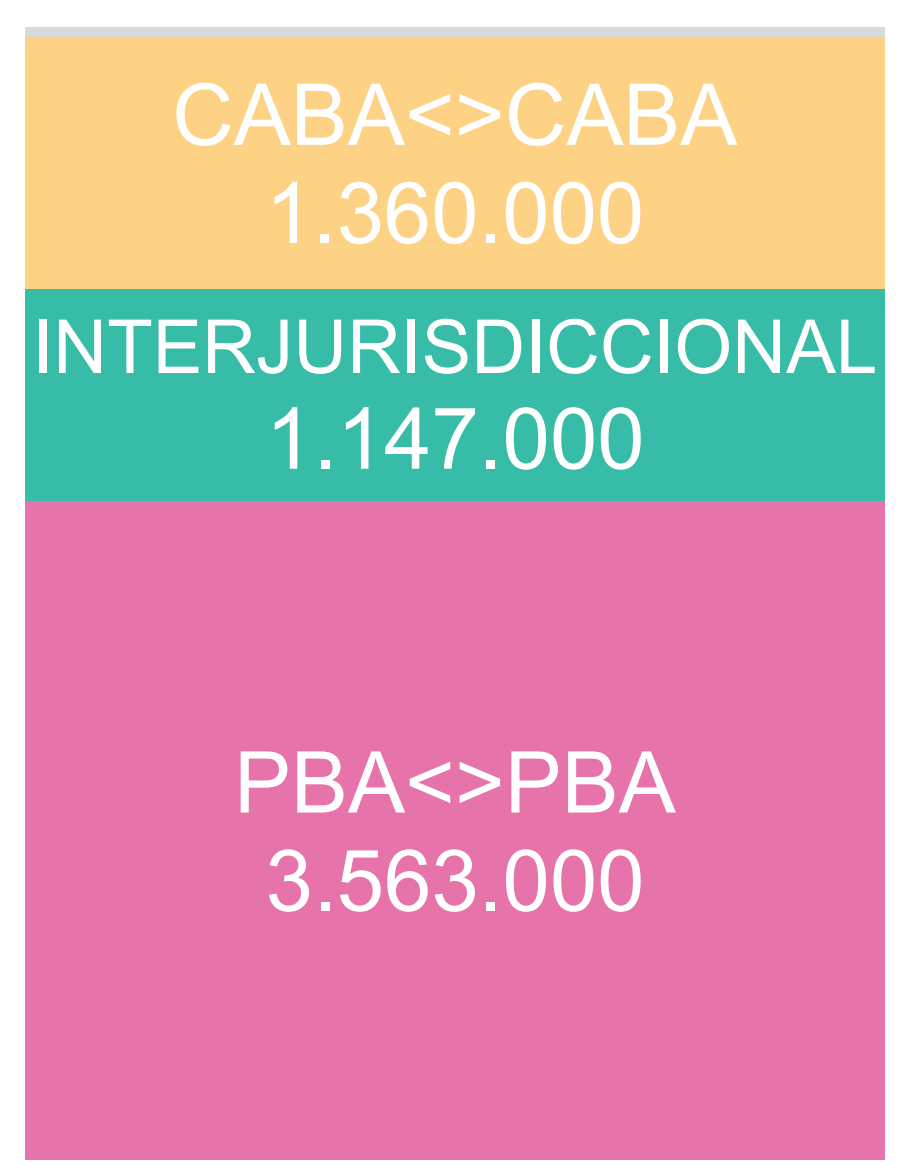 CABA<>CABA
1.360.000
INTERJURISDICCIONAL
1.147.000
PBA<>PBA
3.563.000